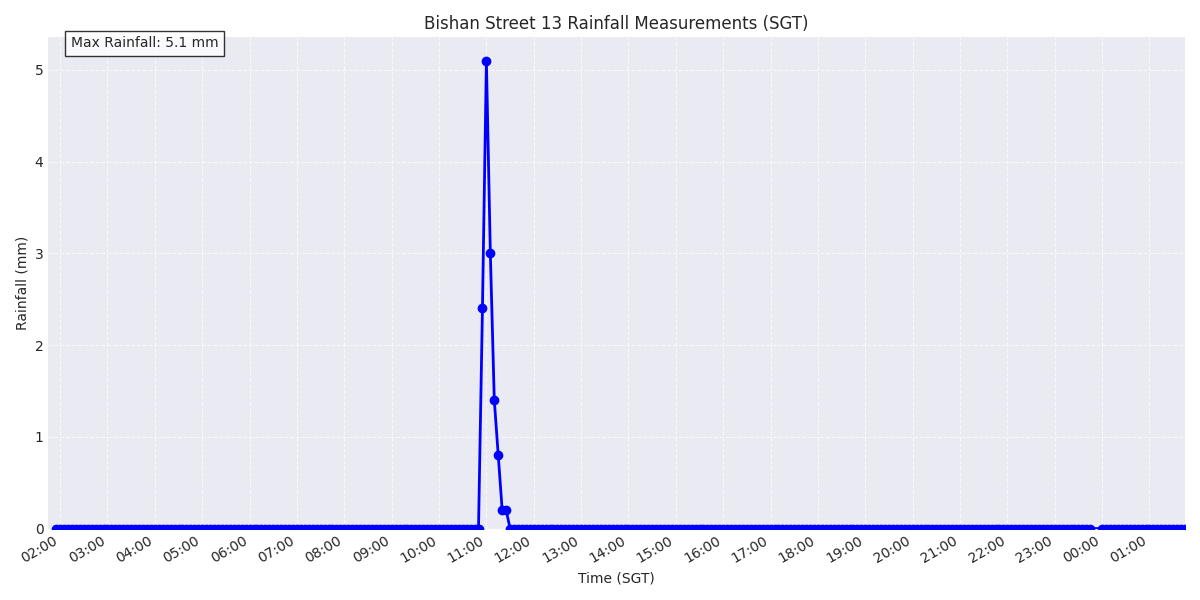 Bishan Street 13 Rainfall Measurements (SGT)
Max Rainfall: 5.1 mm
5
4
3
2
1
0
Rainfall (mm)
02:00 03:00 04:00 05:00 06:00 07:00 08:00 09:00 10:00 11:00 12:00 13:00 14:00 15:00 16:00 17:00 18:00 19:00 20:00 21:00 22:00 23:00 00:00 01:00
Time (SGT)